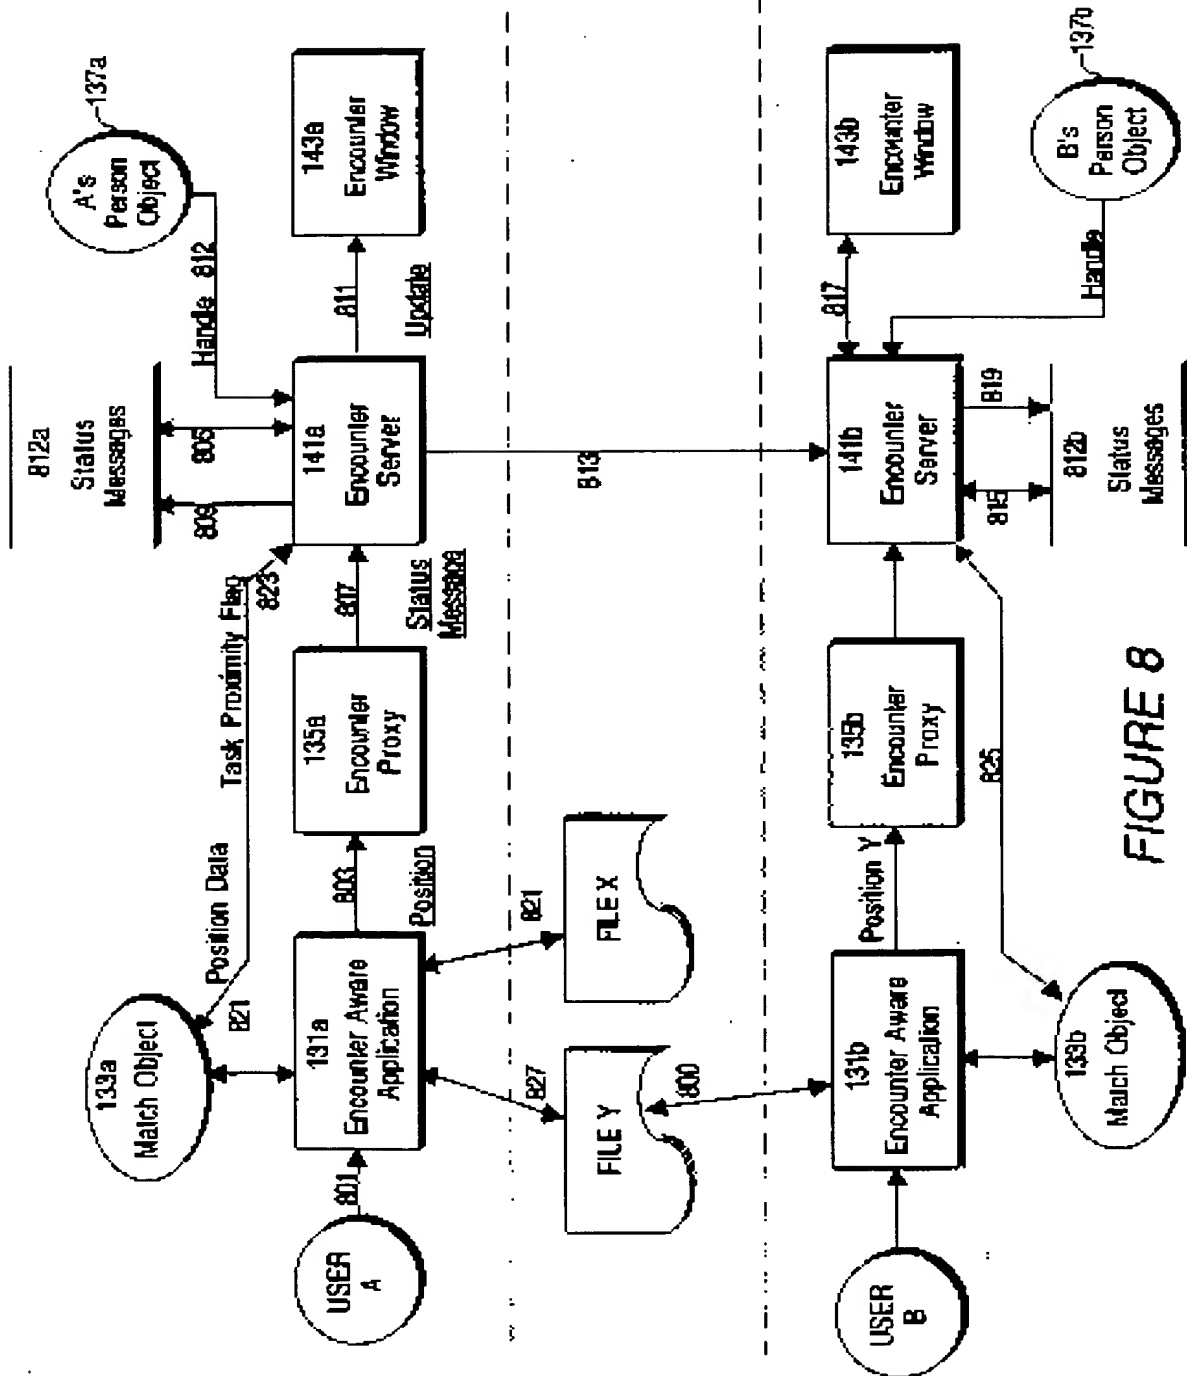 812a
Status
Messages
Handle 812
A's
Person
Object
137a
809
805
Position Data
Task Proximity Flag
821
823
133a
Match Object
USER
A
801
131a
Encounter Aware
Application
803
Position
135a
Encounter
Proxy
807
Status
Message
141a
Encounter
Server
811
Update
143a
Encounter
Window
827
821
FILE Y
FILE X
800
813
USER
B
131b
Encounter Aware
Application
Position Y
135b
Encounter
Proxy
141b
Encounter
Server
817
143b
Encounter
Window
133b
Match Object
825
815
819
812b
Status
Messages
Handle
B's
Person
Object
137b
FIGURE 8